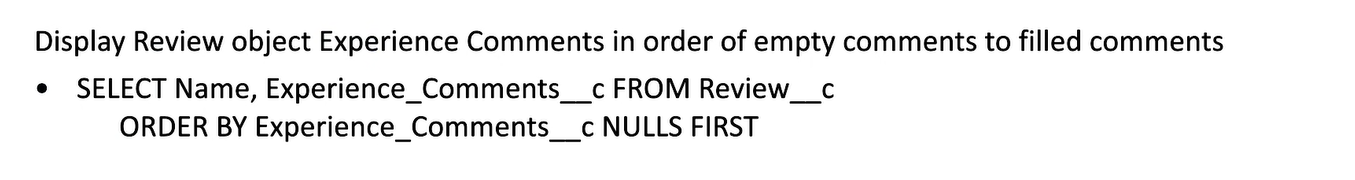 Display Review object Experience Comments in order of empty comments to filled comments
• SELECT Name, Experience_Comments__c FROM Review__c
ORDER BY Experience_Comments__c NULLS FIRST